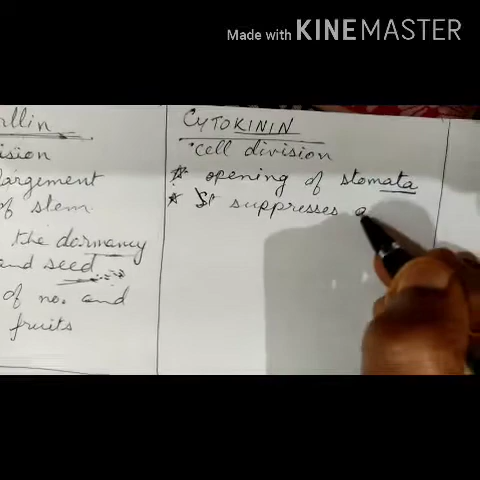 Made with KINEMASTER
llin
ision
largement
of stem
the dormancy
and seed
of no. and
fruits
CYTOKININ
*cell division
* opening of stomata
* It suppresses a